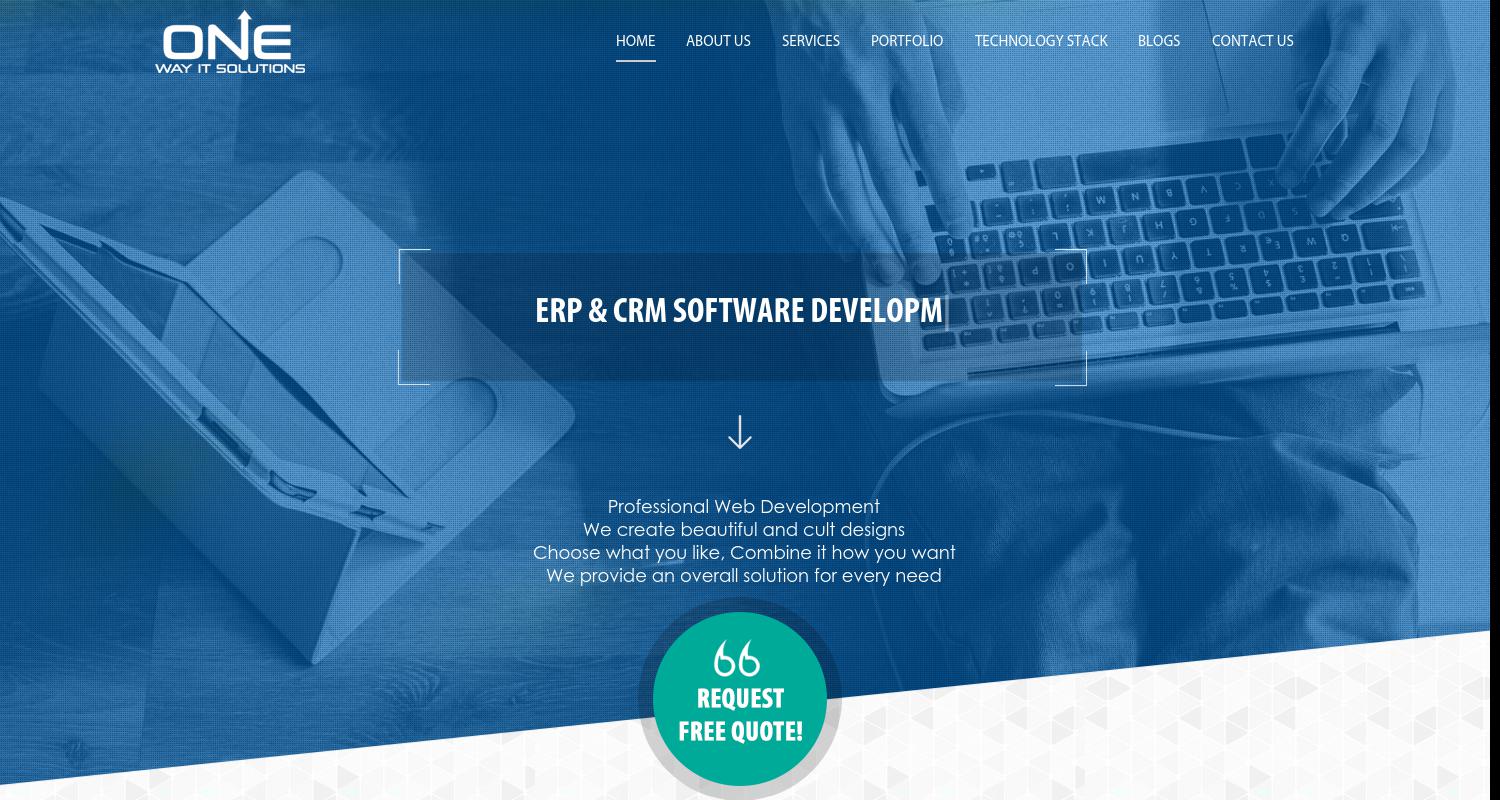 ONE
WAY IT SOLUTIONS
HOME ABOUT US SERVICES PORTFOLIO TECHNOLOGY STACK BLOGS CONTACT US
ERP & CRM SOFTWARE DEVELOPM
Professional Web Development
We create beautiful and cult designs
Choose what you like, Combine it how you want
We provide an overall solution for every need
REQUEST
FREE QUOTE!